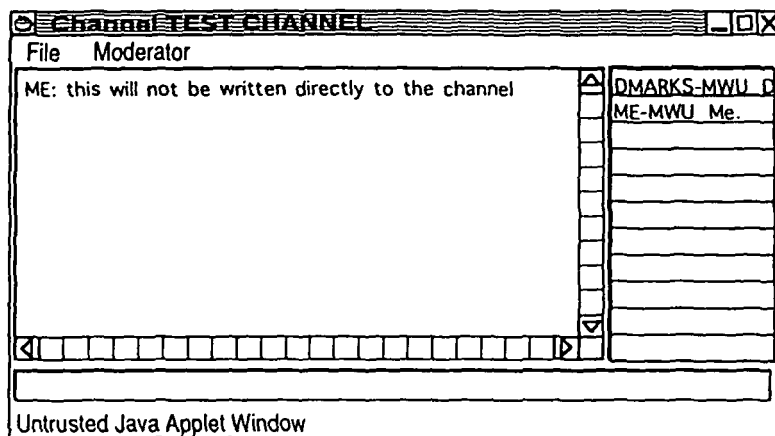 Channel TEST CHANNEL
File Moderator
ME: this will not be written directly to the channel
DMARKS-MWU D
ME-MWU Me.
Untrusted Java Applet Window